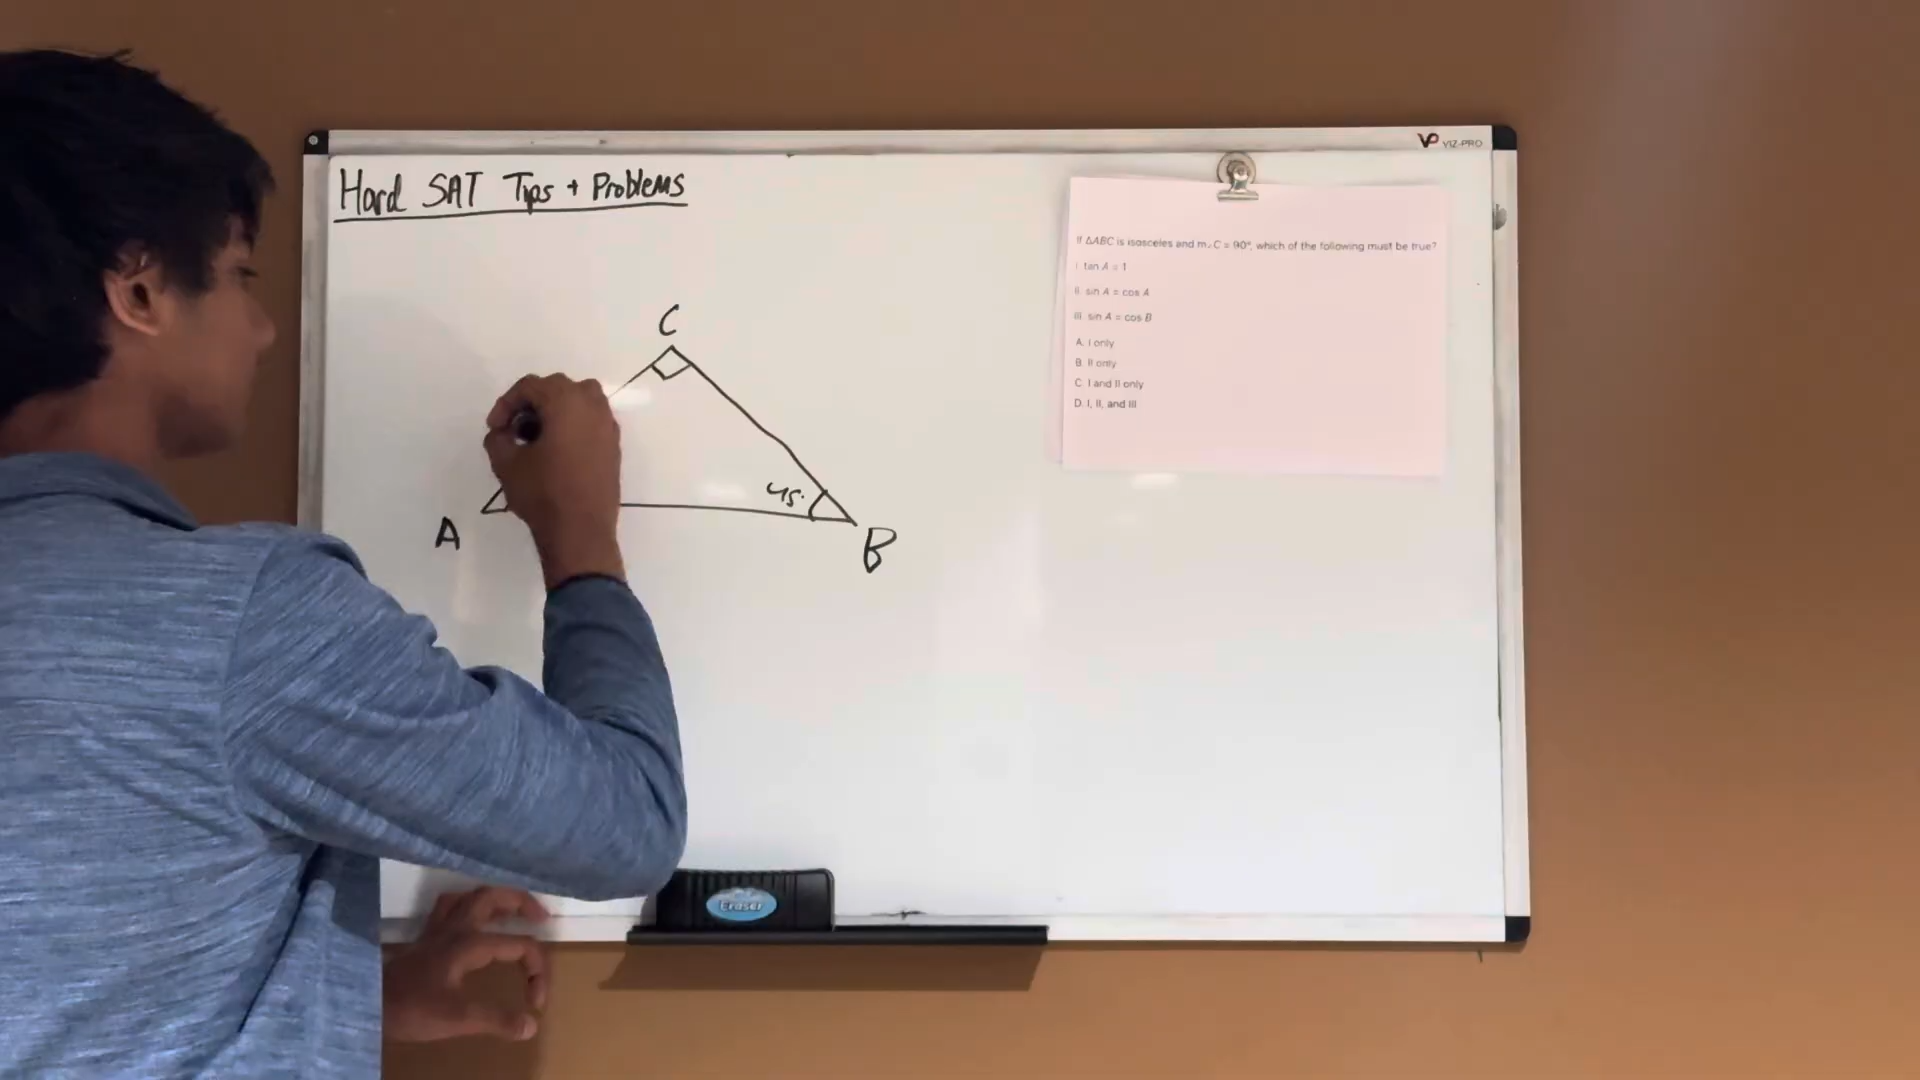 VP VIZ-PRO
Hard SAT Tips + Problems
If ΔABC is isosceles and m∠C = 90°, which of the following must be true?
I. tan A = 1
II. sin A = cos A
III. sin A = cos B
A. I only
B. II only
C. I and II only
D. I, II, and III
C
45°
A
B
Eraser